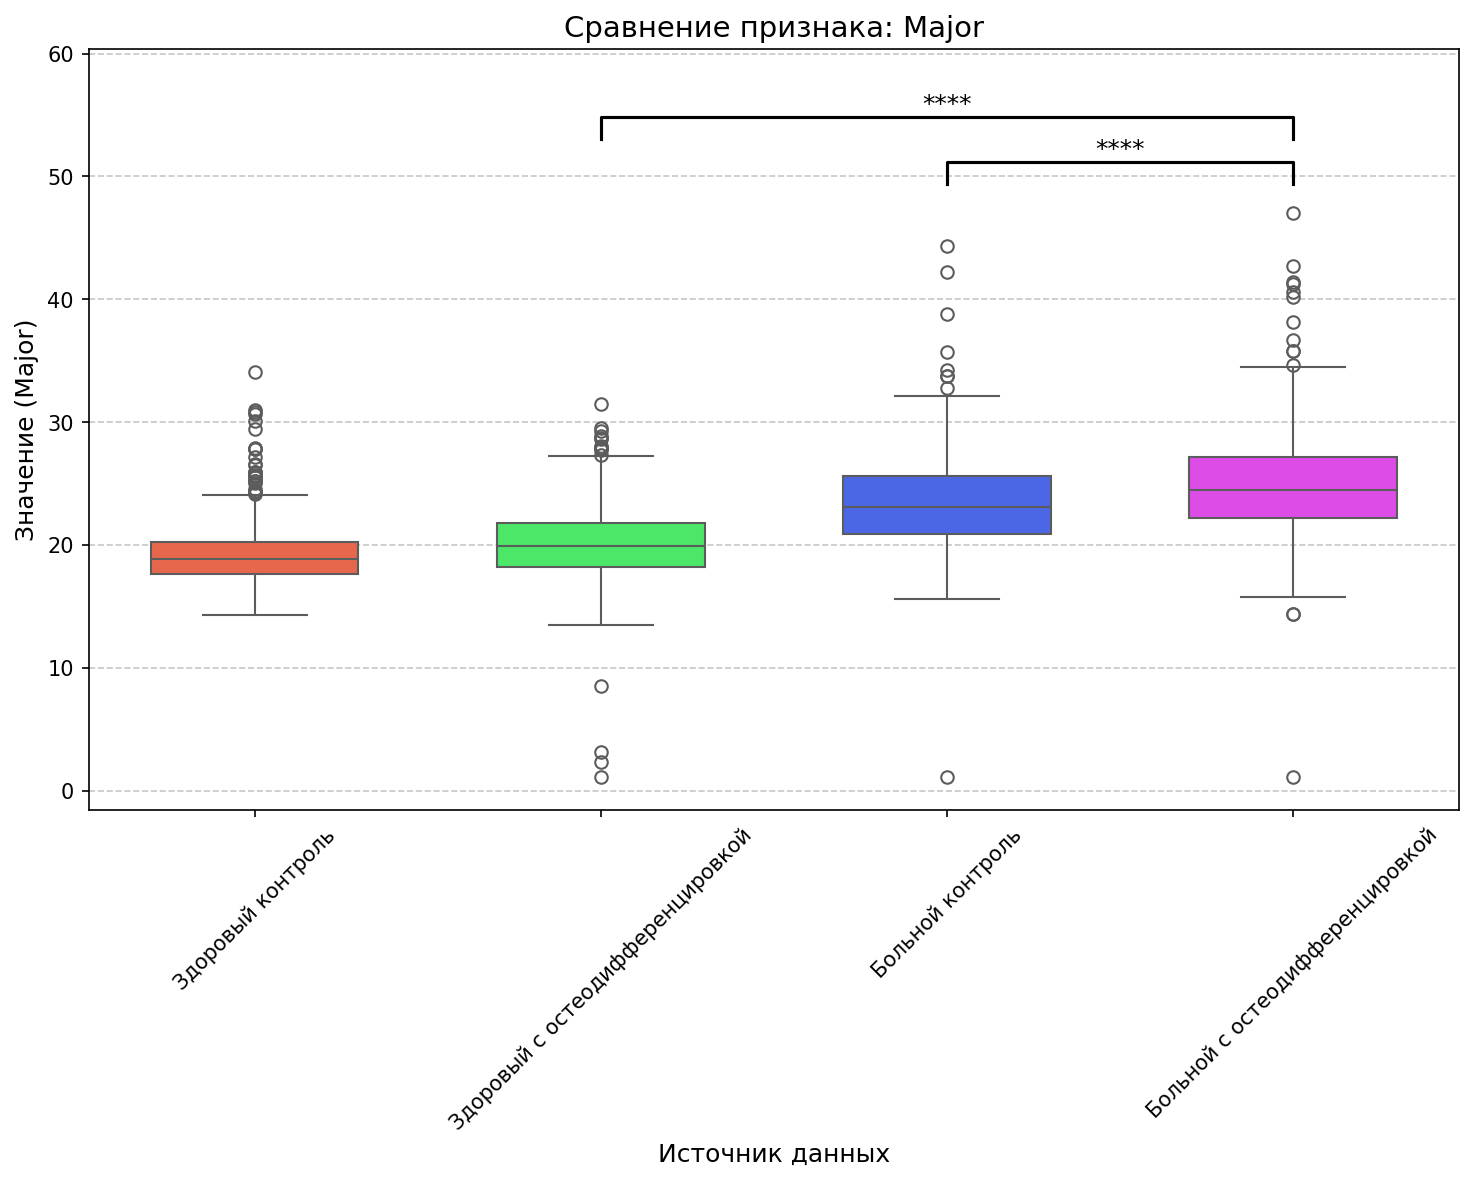 Сравнение признака: Major
60
50
40
30
20
10
0
Значение (Major)
****
****
Здоровый контроль
Здоровый с остеодифференцировкой
Больной контроль
Больной с остеодифференцировкой
Источник данных